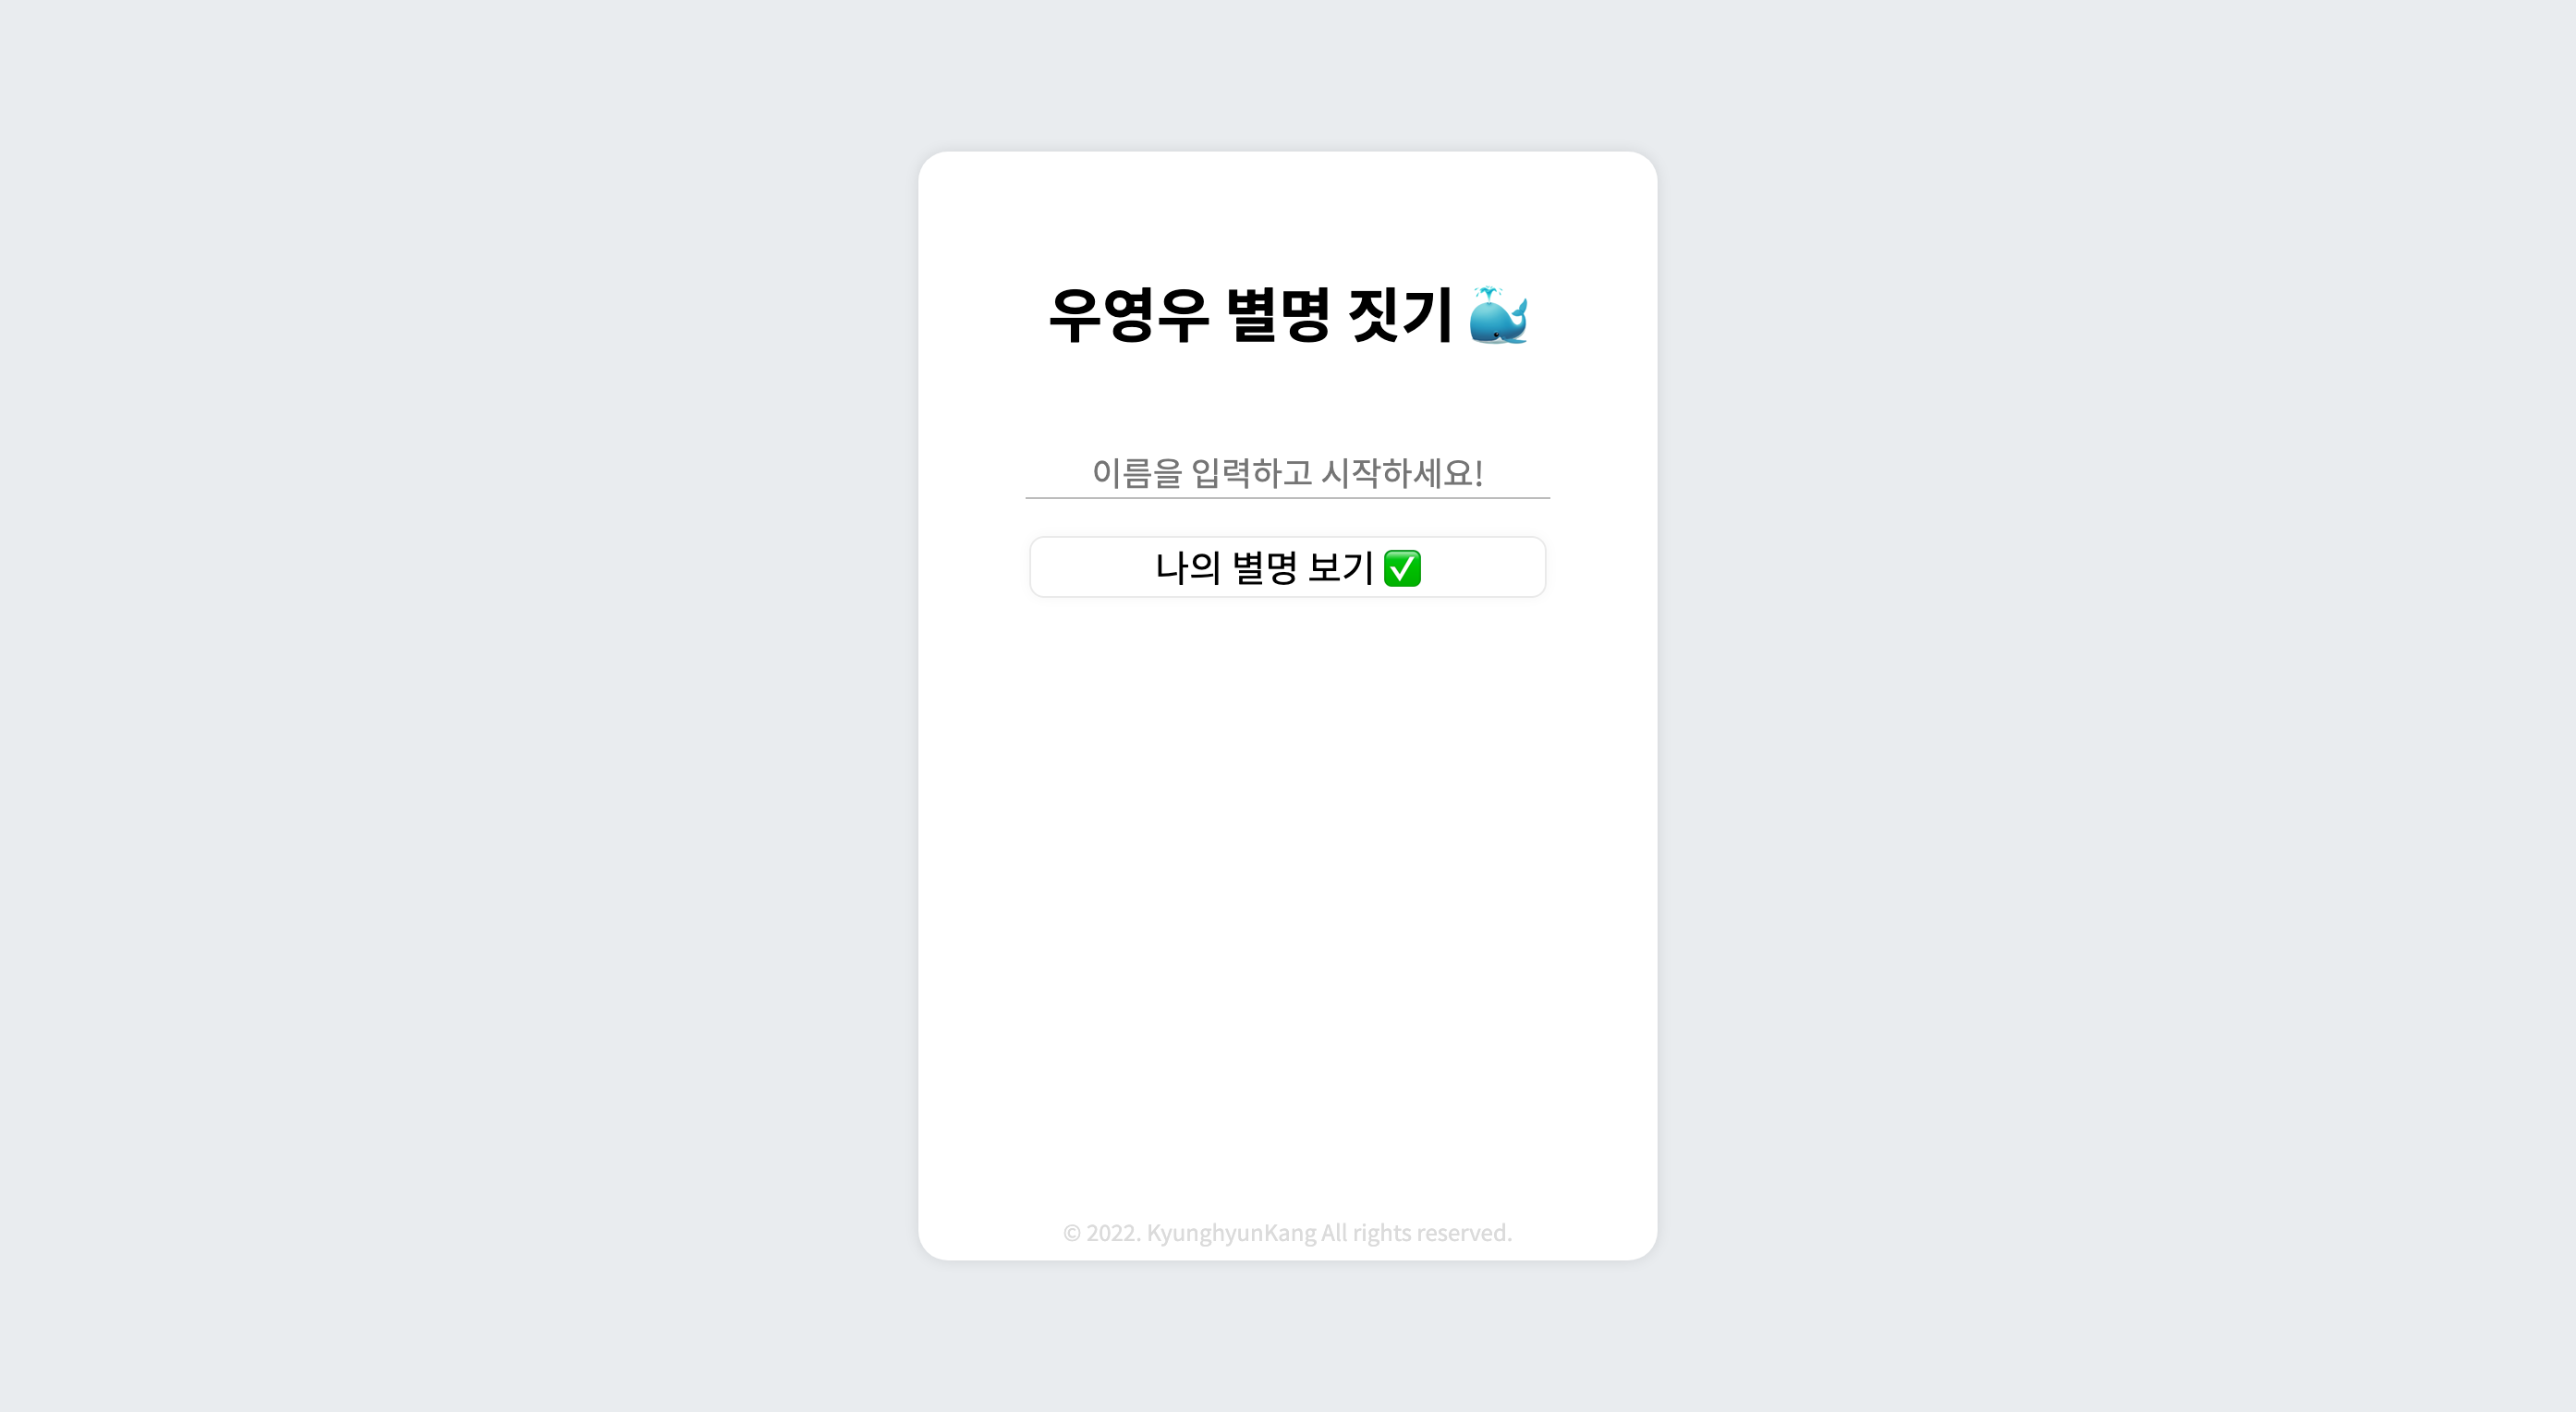 우영우 별명 짓기 🐳
이름을 입력하고 시작하세요!
나의 별명 보기 ✅
© 2022. KyunghyunKang All rights reserved.